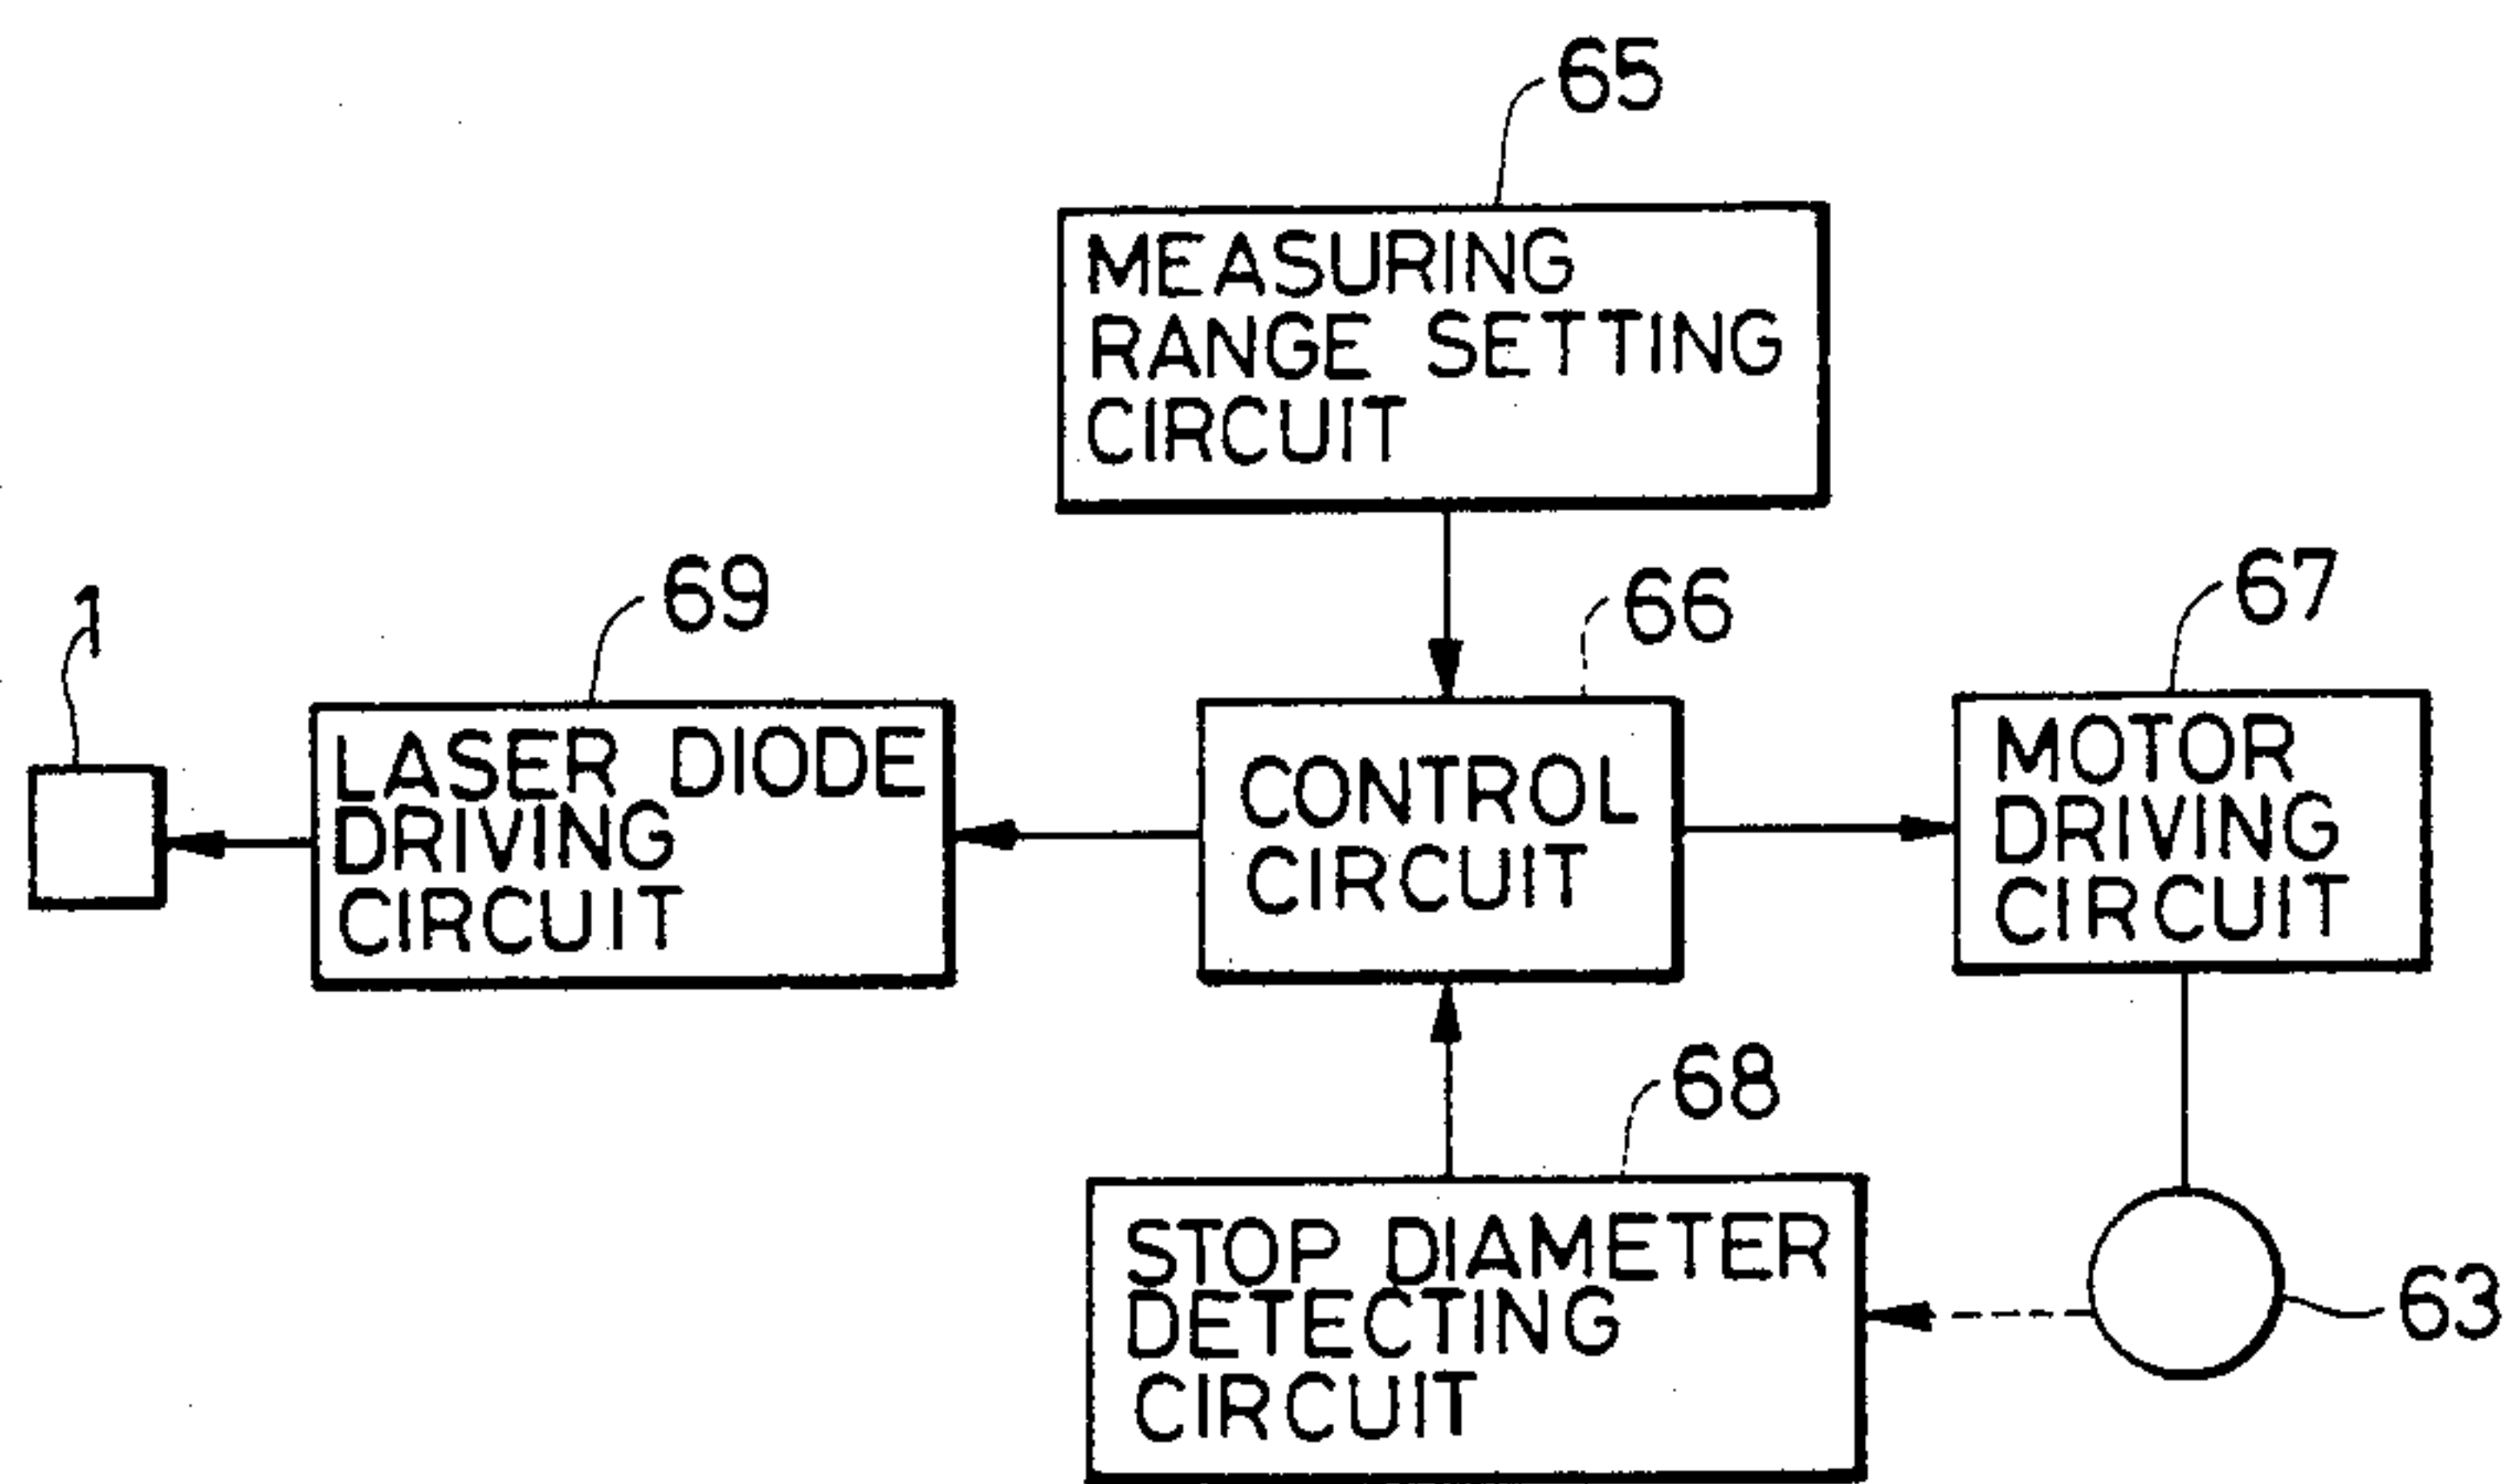 65
MEASURING
RANGE SETTING
CIRCUIT
1
69
66
67
LASER DIODE
DRIVING
CIRCUIT
CONTROL
CIRCUIT
MOTOR
DRIVING
CIRCUIT
68
STOP DIAMETER
DETECTING
CIRCUIT
63